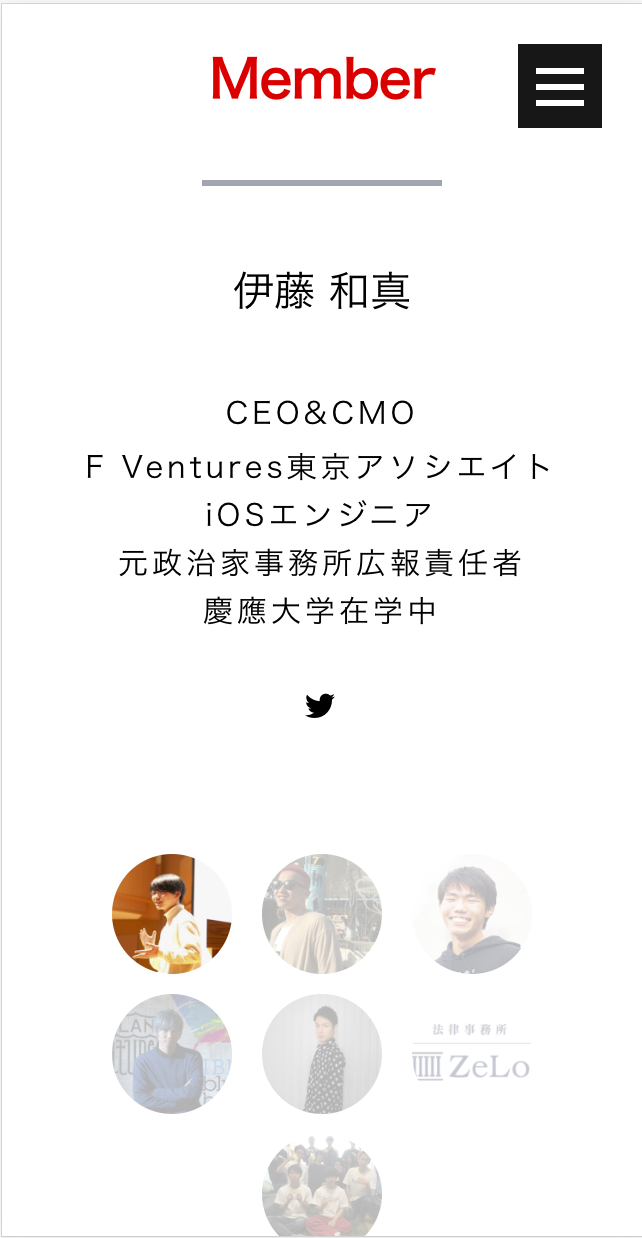 Member
伊藤 和真
CEO&CMO
F Ventures東京アソシエイト
iOSエンジニア
元政治家事務所広報責任者
慶應大学在学中
法律事務所
ZeLo